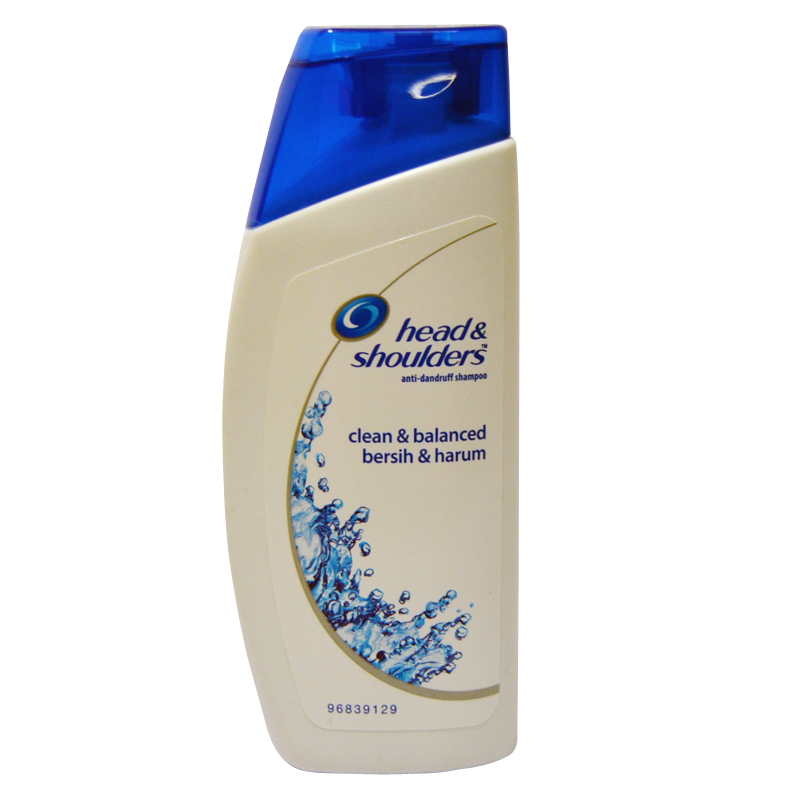 head &
shoulders™
anti-dandruff shampoo
clean & balanced
bersih & harum
96839129